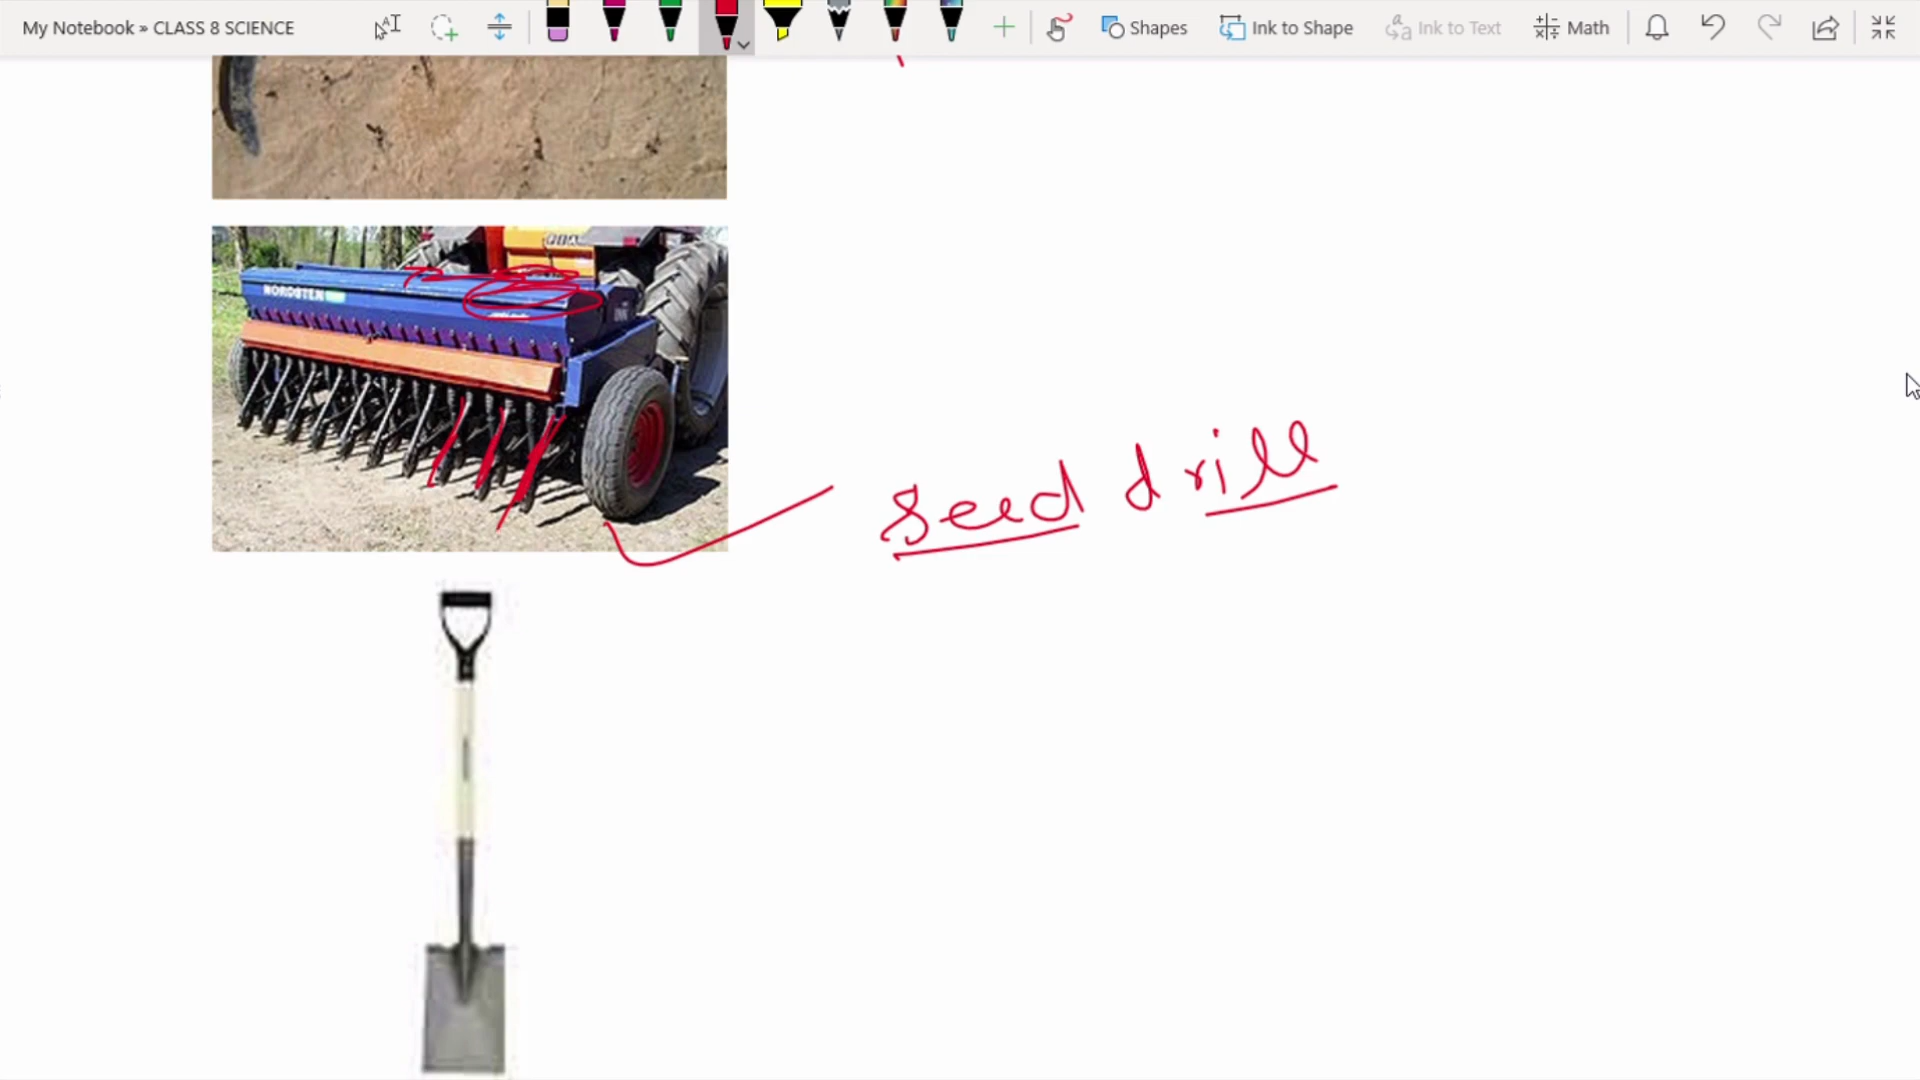 My Notebook » CLASS 8 SCIENCE
Shapes
Ink to Shape
Ink to Text
Math
NORDSTEN
seed drill